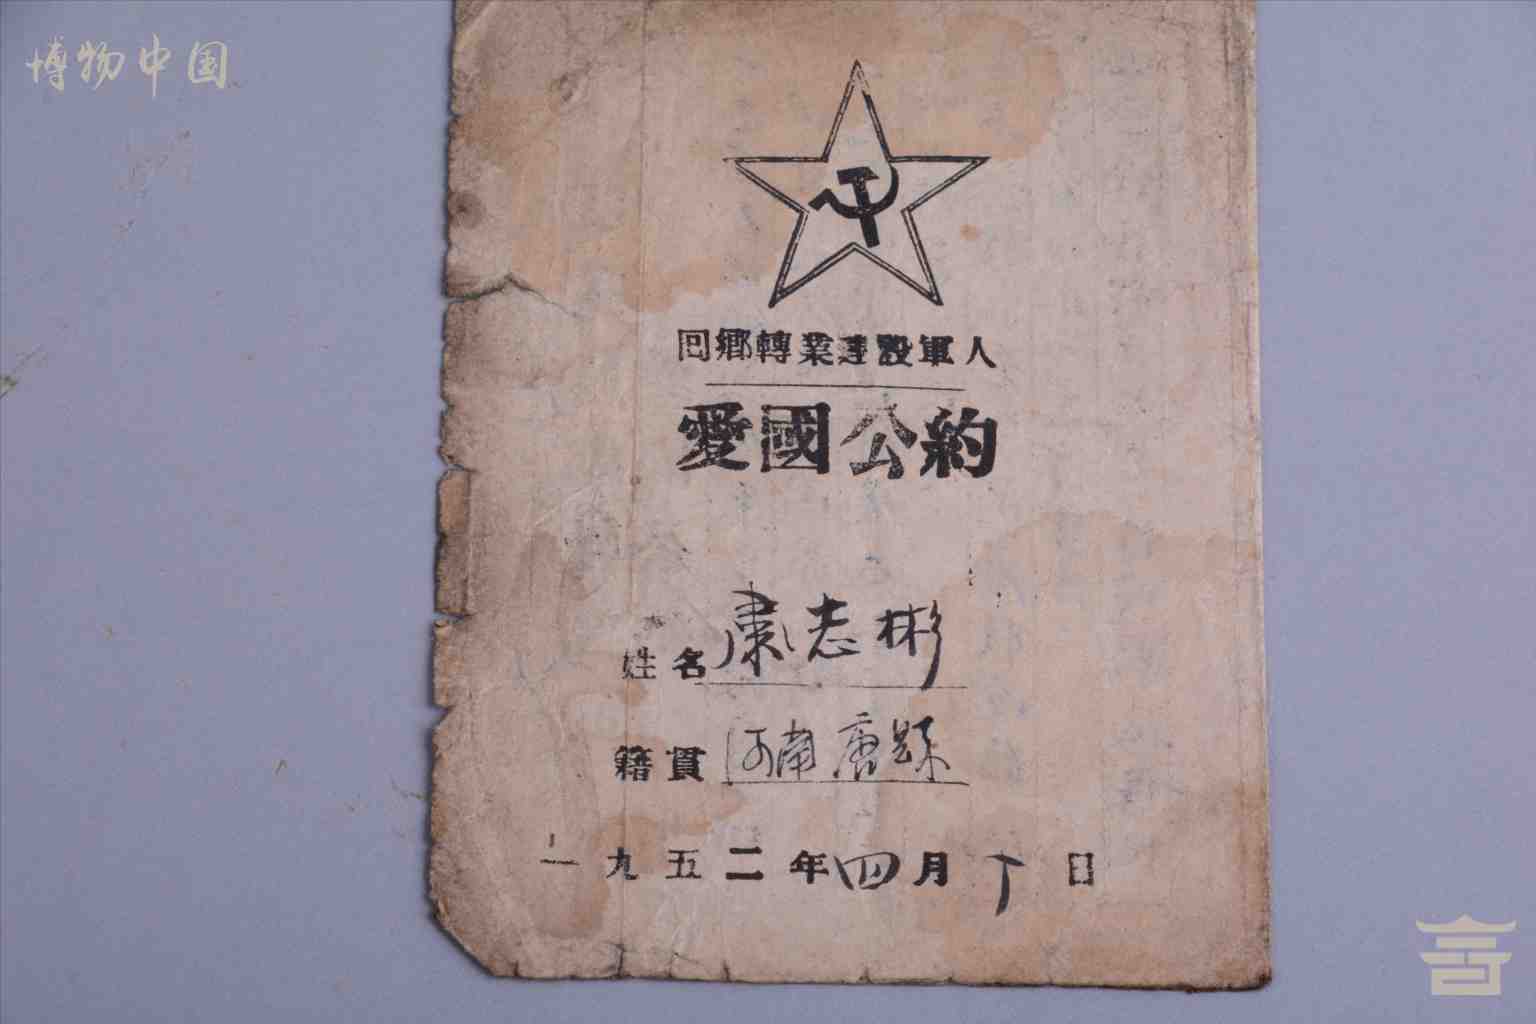 博物中国
回鄉轉業建設軍人
愛國公約
姓名 肃志彬
籍貫 河南唐縣
一九五二年四月十日